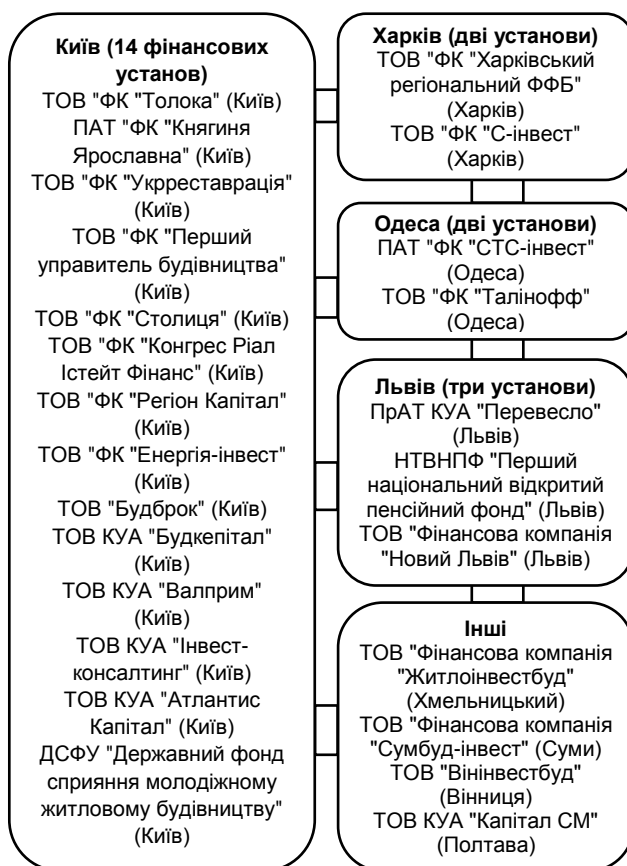 Київ (14 фінансових
установ)
ТОВ "ФК "Толока" (Київ)
ПАТ "ФК "Княгиня
Ярославна" (Київ)
ТОВ "ФК "Укрреставрація"
(Київ)
ТОВ "ФК "Перший
управитель будівництва"
(Київ)
ТОВ "ФК "Столиця" (Київ)
ТОВ "ФК "Конгрес Ріал
Істейт Фінанс" (Київ)
ТОВ "ФК "Регіон Капітал"
(Київ)
ТОВ "ФК "Енергія-інвест"
(Київ)
ТОВ "Будброк" (Київ)
ТОВ КУА "Будкепітал"
(Київ)
ТОВ КУА "Валприм"
(Київ)
ТОВ КУА "Інвест-
консалтинг" (Київ)
ТОВ КУА "Атлантис
Капітал" (Київ)
ДСФУ "Державний фонд
сприяння молодіжному
житловому будівництву"
(Київ)
Харків (дві установи)
ТОВ "ФК "Харківський
регіональний ФФБ"
(Харків)
ТОВ "ФК "С-інвест"
(Харків)
Одеса (дві установи)
ПАТ "ФК "СТС-інвест"
(Одеса)
ТОВ "ФК "Талінофф"
(Одеса)
Львів (три установи)
ПрАТ КУА "Перевесло"
(Львів)
НТВНПФ "Перший
національний відкритий
пенсійний фонд" (Львів)
ТОВ "Фінансова компанія
"Новий Львів" (Львів)
Інші
ТОВ "Фінансова компанія
"Житлоінвестбуд"
(Хмельницький)
ТОВ "Фінансова компанія
"Сумбуд-інвест" (Суми)
ТОВ "Вінінвестбуд"
(Вінниця)
ТОВ КУА "Капітал СМ"
(Полтава)